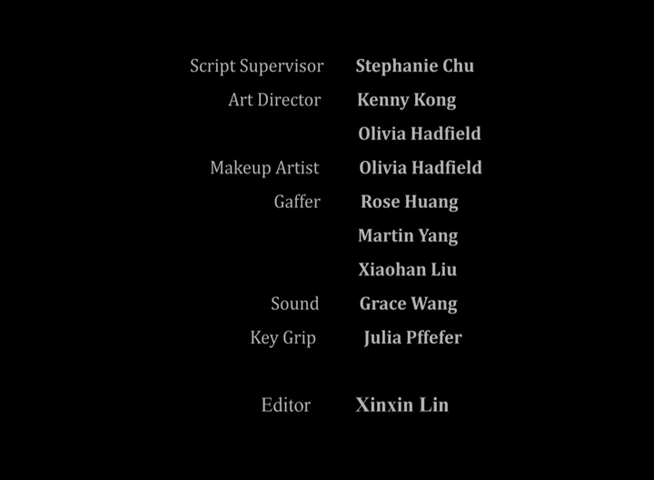 Script Supervisor Stephanie Chu
Art Director Kenny Kong
Olivia Hadfield
Makeup Artist Olivia Hadfield
Gaffer Rose Huang
Martin Yang
Xiaohan Liu
Sound Grace Wang
Key Grip Julia Pffefer
Editor Xinxin Lin